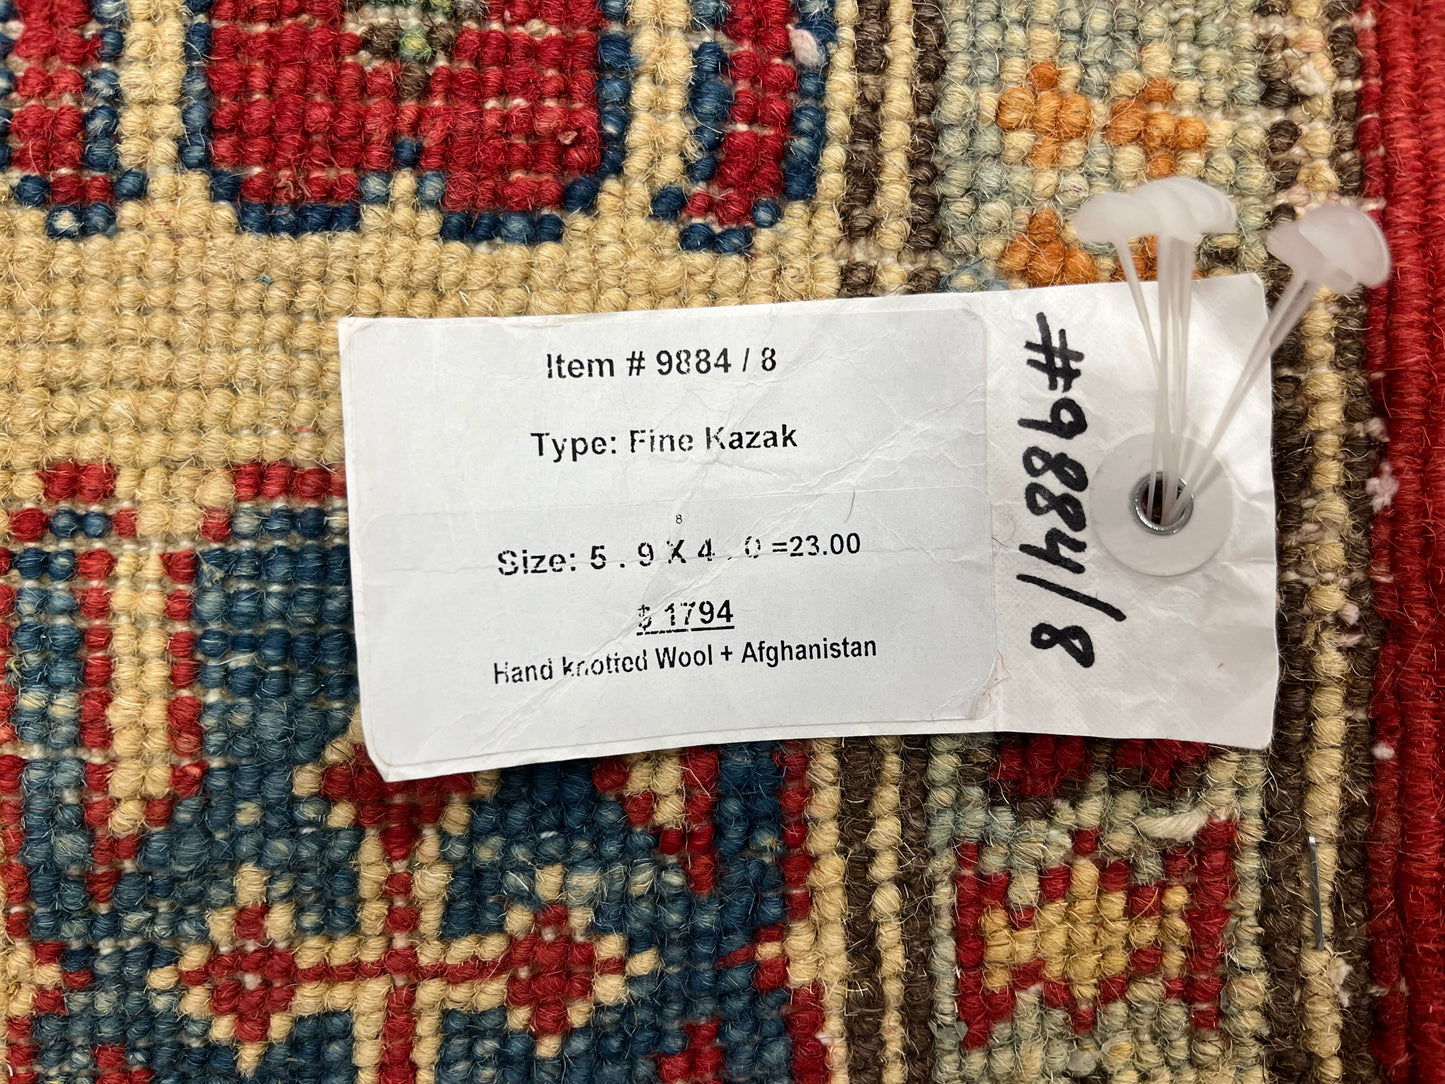 Item # 9884 / 8
Type: Fine Kazak
8
Size: 5 . 9 X 4 . 0 =23.00
$ 1794
Hand knotted Wool + Afghanistan
#9884/8